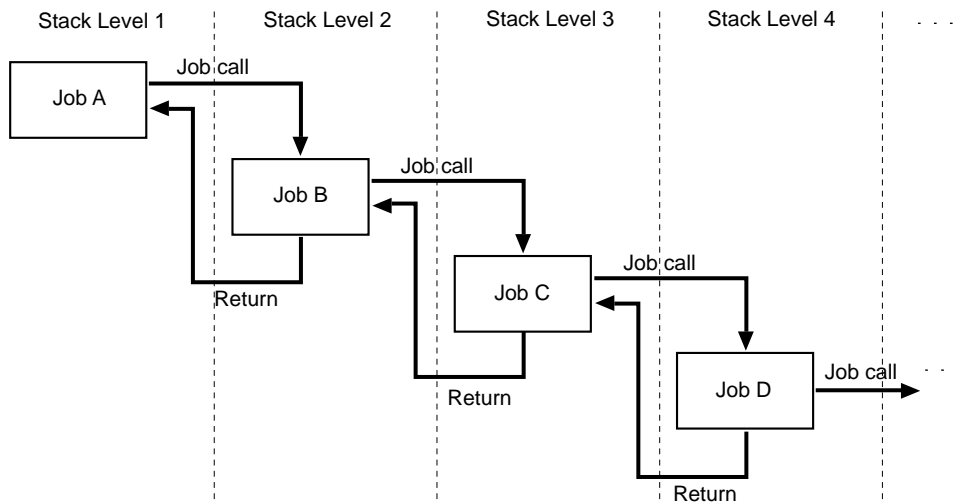 Stack Level 1
Stack Level 2
Stack Level 3
Stack Level 4
. . .
Job call
Job A
Job call
Job B
Job call
Job C
Return
Job call
. .
Job D
Return
Return